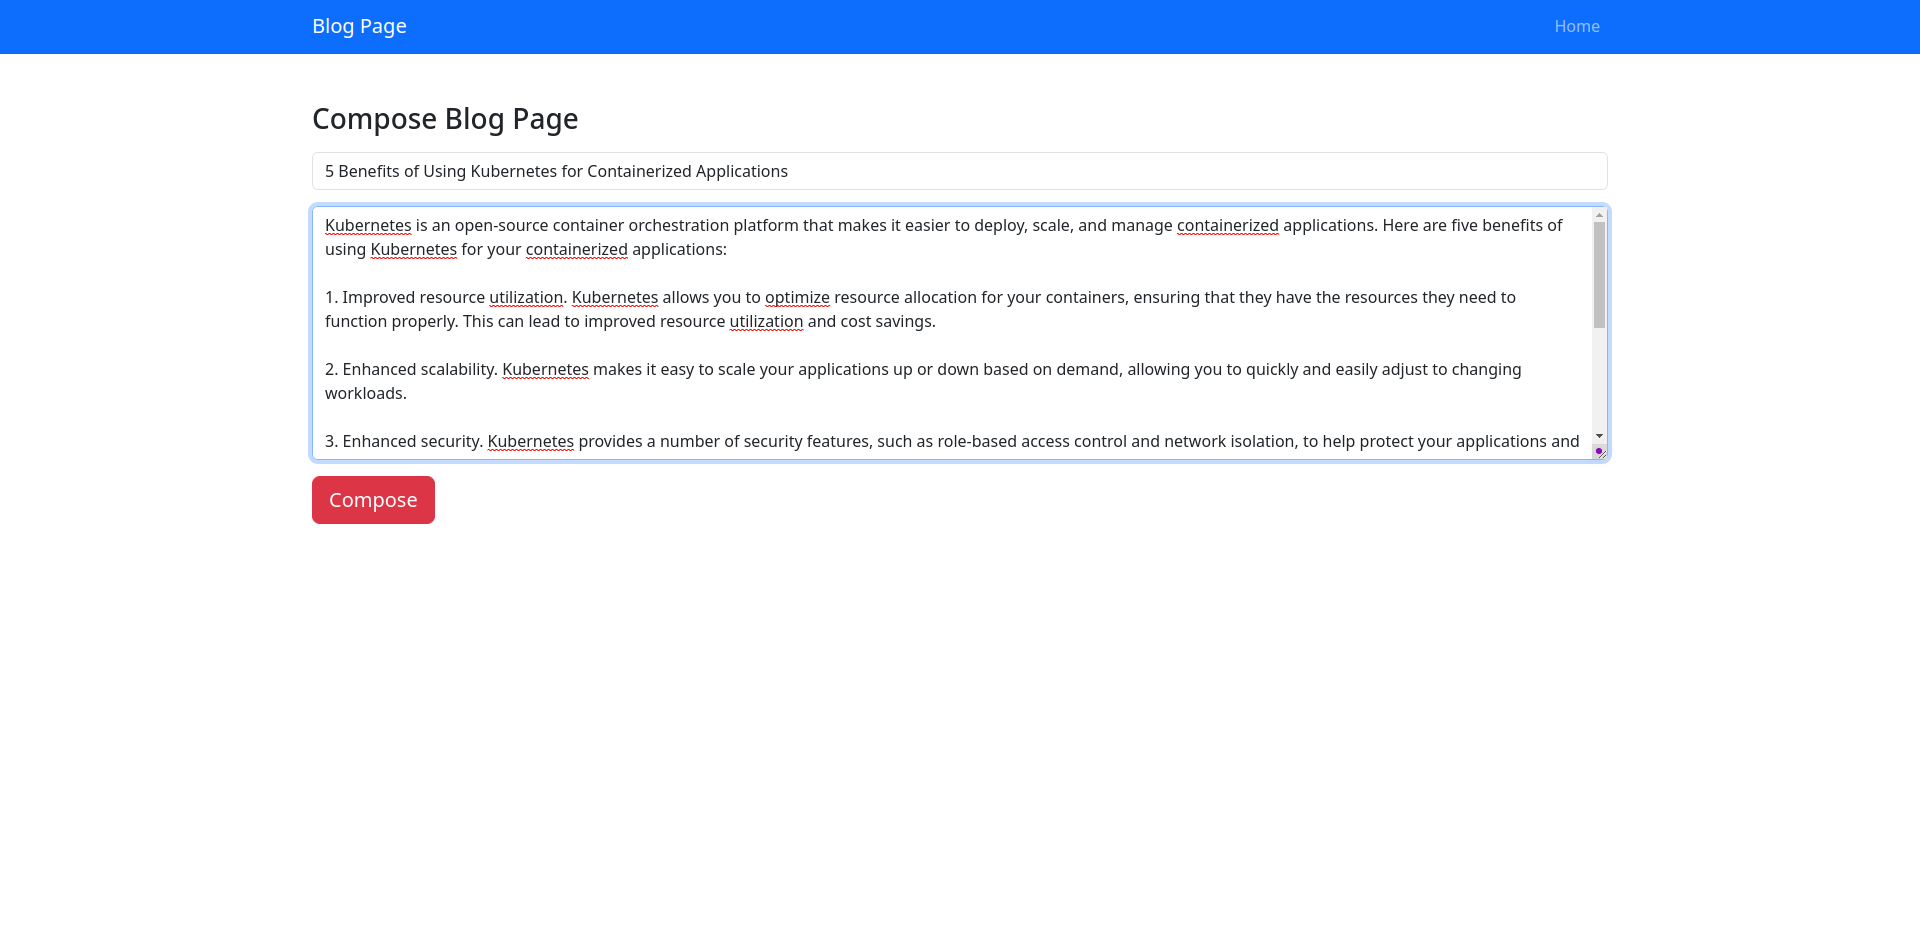 Blog Page
Home
Compose Blog Page
5 Benefits of Using Kubernetes for Containerized Applications
Kubernetes is an open-source container orchestration platform that makes it easier to deploy, scale, and manage containerized applications. Here are five benefits of
using Kubernetes for your containerized applications:
1. Improved resource utilization. Kubernetes allows you to optimize resource allocation for your containers, ensuring that they have the resources they need to
function properly. This can lead to improved resource utilization and cost savings.
2. Enhanced scalability. Kubernetes makes it easy to scale your applications up or down based on demand, allowing you to quickly and easily adjust to changing
workloads.
3. Enhanced security. Kubernetes provides a number of security features, such as role-based access control and network isolation, to help protect your applications and
Compose